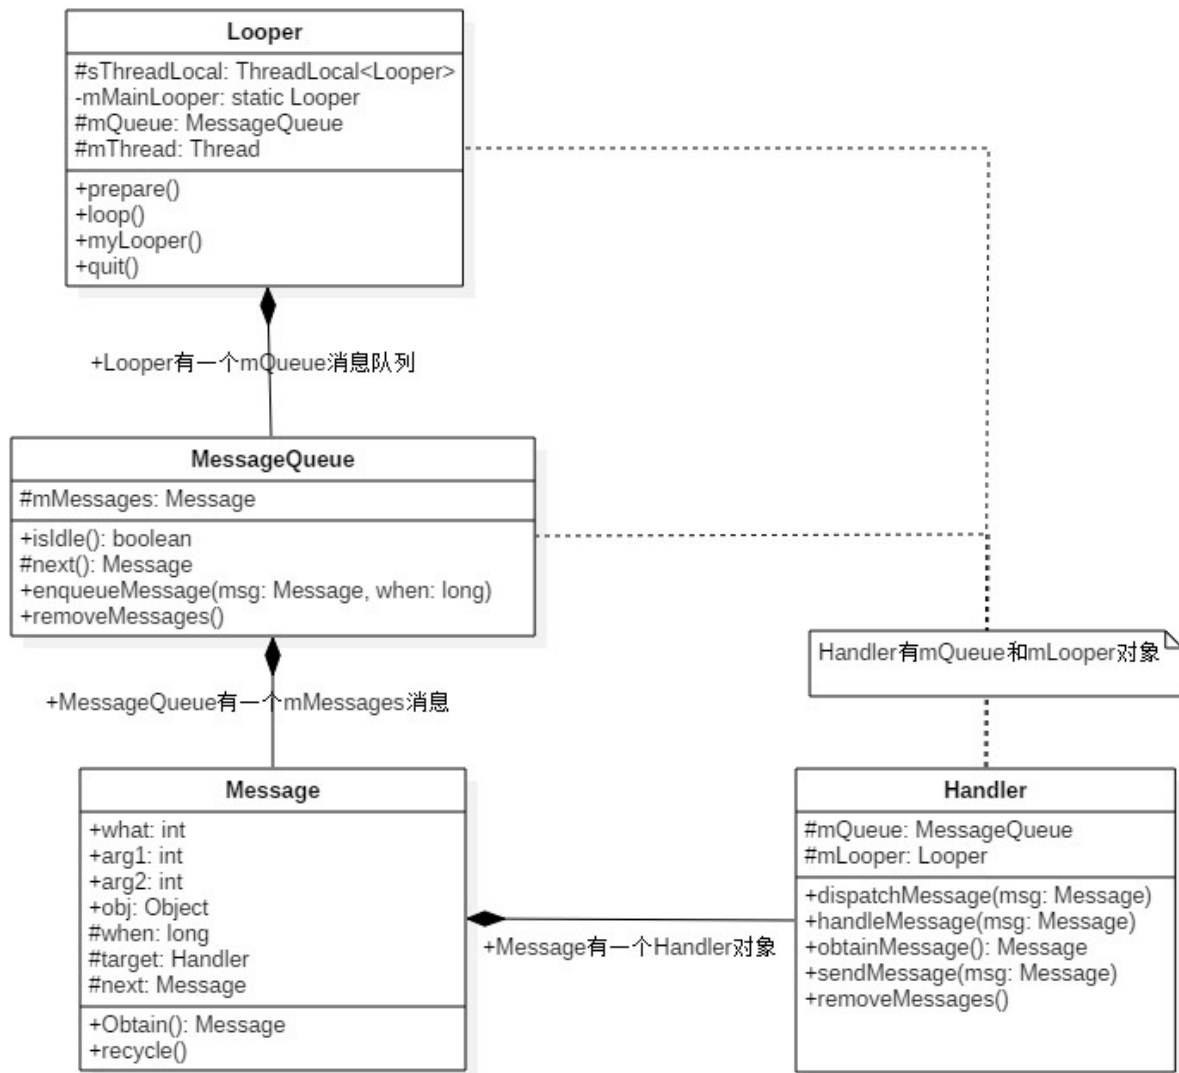 Looper
#sThreadLocal: ThreadLocal<Looper>
-mMainLooper: static Looper
#mQueue: MessageQueue
#mThread: Thread
+prepare()
+loop()
+myLooper()
+quit()
+Looper有一个mQueue消息队列
MessageQueue
#mMessages: Message
+isIdle(): boolean
#next(): Message
+enqueueMessage(msg: Message, when: long)
+removeMessages()
Handler有mQueue和mLooper对象
+MessageQueue有一个mMessages消息
Message
+what: int
+arg1: int
+arg2: int
+obj: Object
#when: long
#target: Handler
#next: Message
+Obtain(): Message
+recycle()
+Message有一个Handler对象
Handler
#mQueue: MessageQueue
#mLooper: Looper
+dispatchMessage(msg: Message)
+handleMessage(msg: Message)
+obtainMessage(): Message
+sendMessage(msg: Message)
+removeMessages()